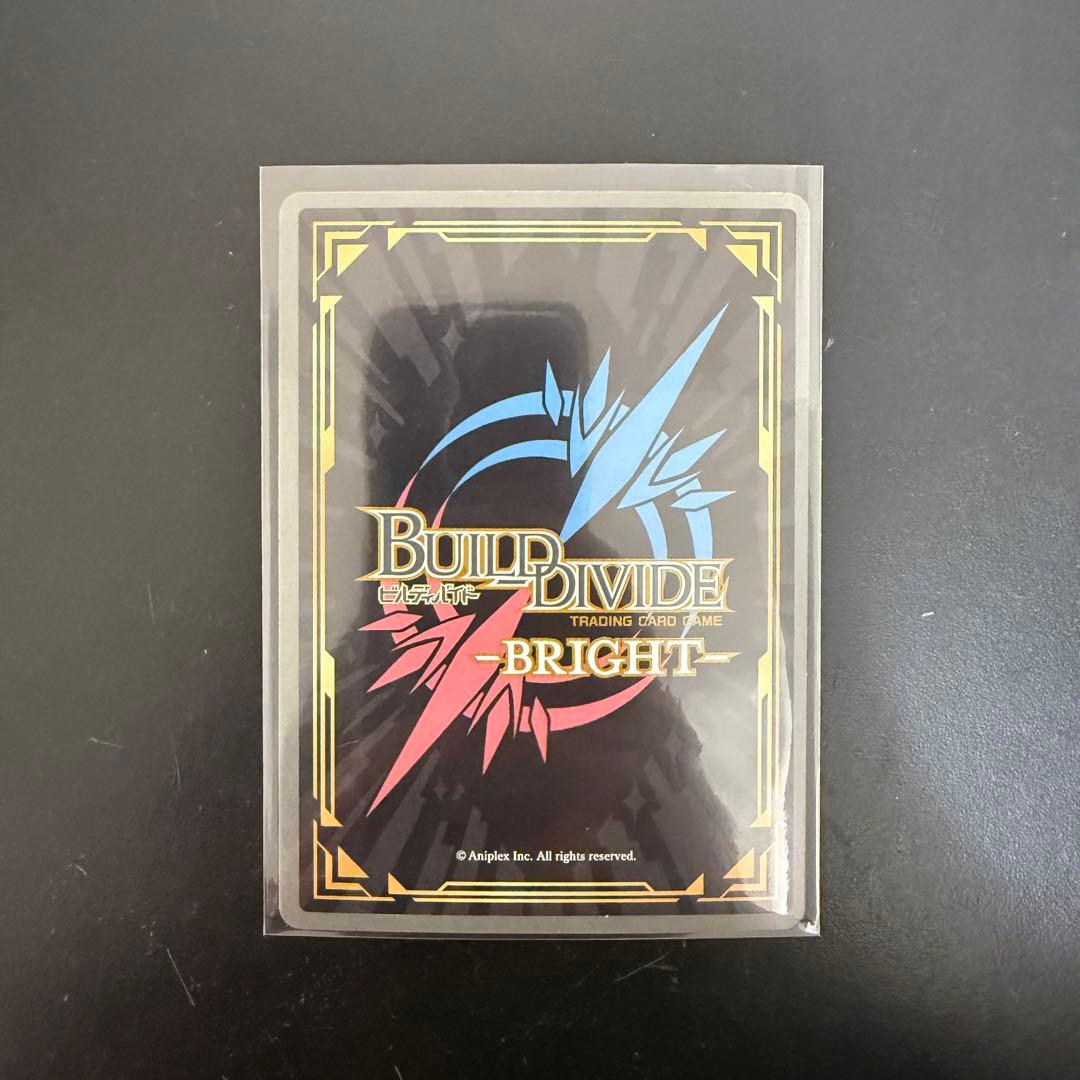 BUILD DIVIDE
ビルディバイド
TRADING CARD GAME
-BRIGHT-
© Aniplex Inc. All rights reserved.